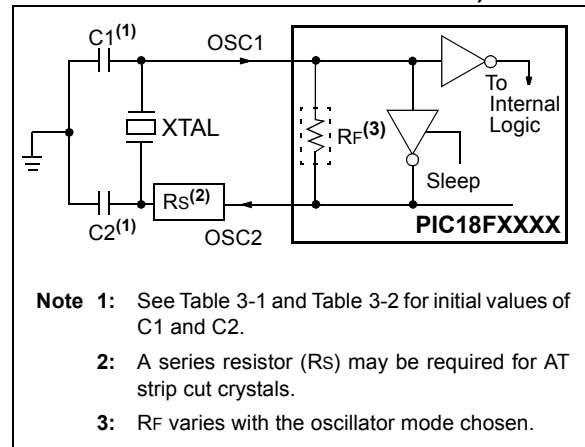 C1(1)
OSC1
To
Internal
Logic
XTAL
RF(3)
Sleep
C2(1)
RS(2)
OSC2
PIC18FXXXX
Note 1: See Table 3-1 and Table 3-2 for initial values of
C1 and C2.
2: A series resistor (RS) may be required for AT
strip cut crystals.
3: RF varies with the oscillator mode chosen.